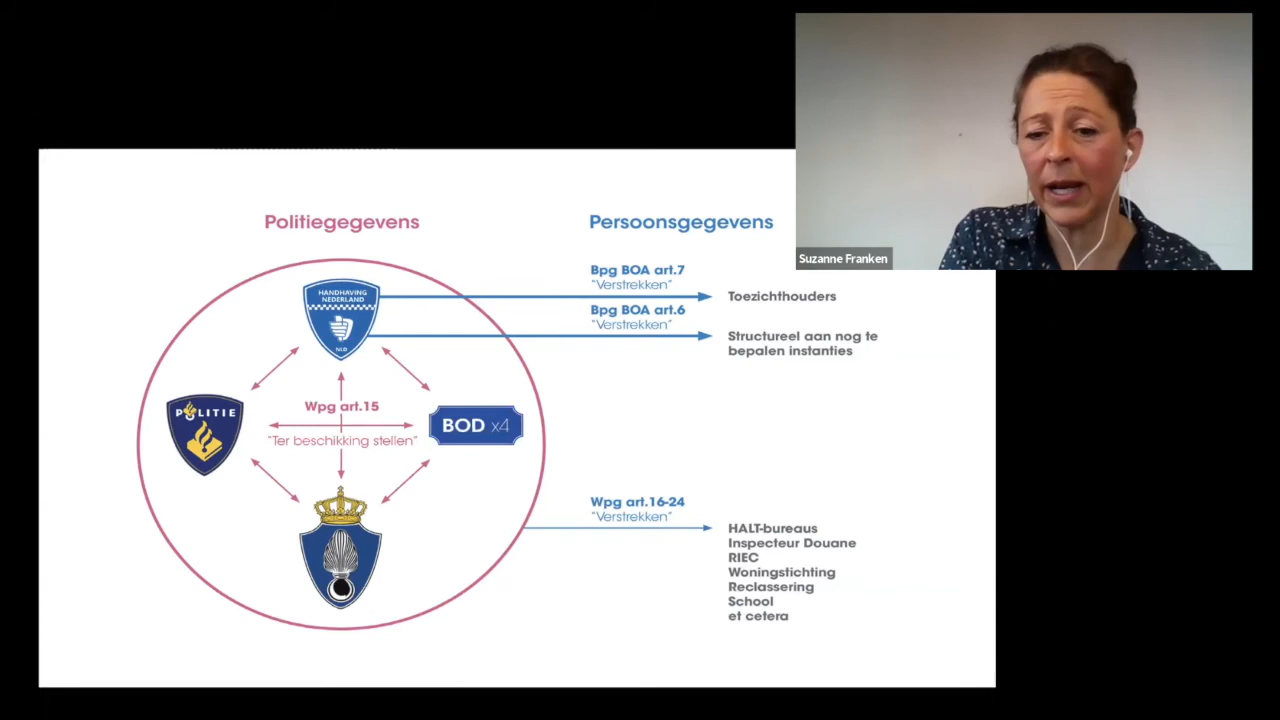 Suzanne Franken
Politiegegevens
Persoonsgegevens
HANDHAVING
NEDERLAND
NLD
Bpg BOA art.7
"Verstrekken"
Toezichthouders
Bpg BOA art.6
"Verstrekken"
Structureel aan nog te
bepalen instanties
POLITIE
Wpg art.15
"Ter beschikking stellen"
BOD x4
Wpg art.16-24
"Verstrekken"
HALT-bureaus
Inspecteur Douane
RIEC
Woningstichting
Reclassering
School
et cetera